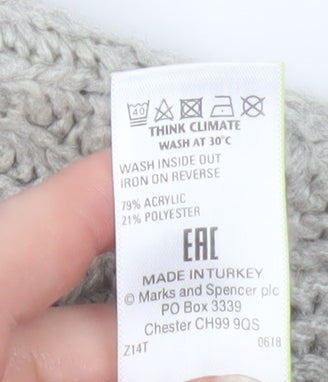 40
THINK CLIMATE
WASH AT 30°C
WASH INSIDE OUT
IRON ON REVERSE
79% ACRYLIC
21% POLYESTER
EAC
MADE IN TURKEY
© Marks and Spencer plc
PO Box 3339
Chester CH99 9QS
Z14T 0618